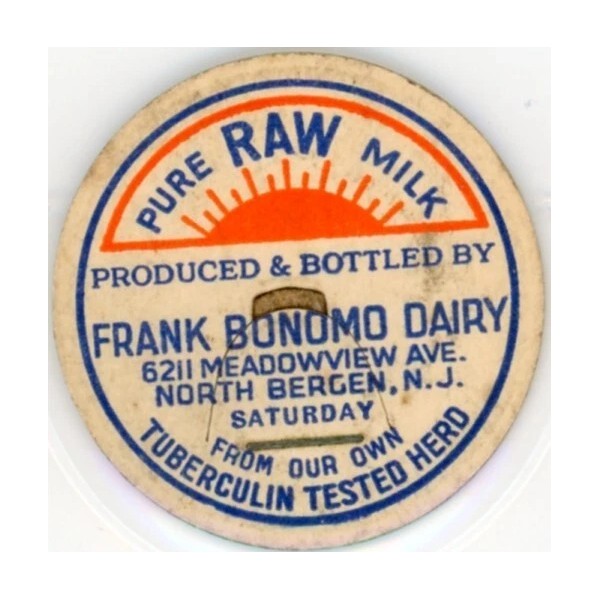 PURE RAW MILK
PRODUCED & BOTTLED BY
FRANK BONOMO DAIRY
6211 MEADOWVIEW AVE.
NORTH BERGEN, N.J.
SATURDAY
FROM OUR OWN
TUBERCULIN TESTED HERD